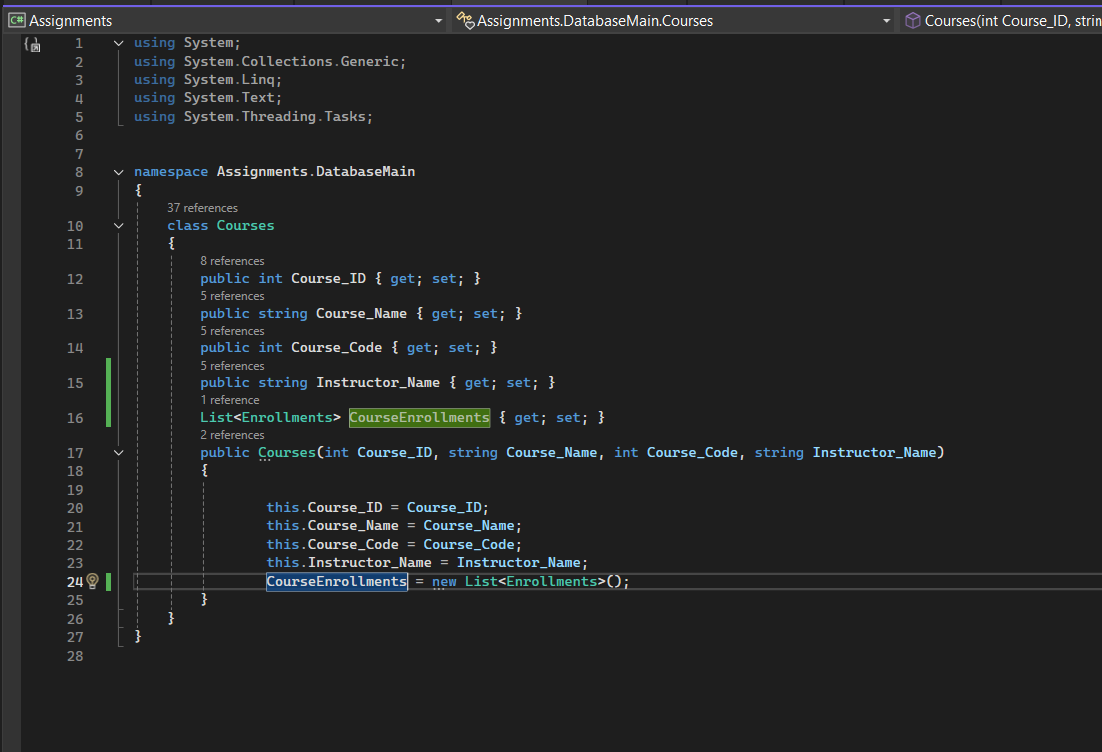 C# Assignments Assignments.DatabaseMain.Courses Courses(int Course_ID, strin
1 using System;
2 using System.Collections.Generic;
3 using System.Linq;
4 using System.Text;
5 using System.Threading.Tasks;
6
7
8 namespace Assignments.DatabaseMain
9 {
37 references
10 class Courses
11 {
8 references
12 public int Course_ID { get; set; }
5 references
13 public string Course_Name { get; set; }
5 references
14 public int Course_Code { get; set; }
5 references
15 public string Instructor_Name { get; set; }
1 reference
16 List<Enrollments> CourseEnrollments { get; set; }
2 references
17 public Courses(int Course_ID, string Course_Name, int Course_Code, string Instructor_Name)
18 {
19
20 this.Course_ID = Course_ID;
21 this.Course_Name = Course_Name;
22 this.Course_Code = Course_Code;
23 this.Instructor_Name = Instructor_Name;
24 CourseEnrollments = new List<Enrollments>();
25 }
26 }
27 }
28